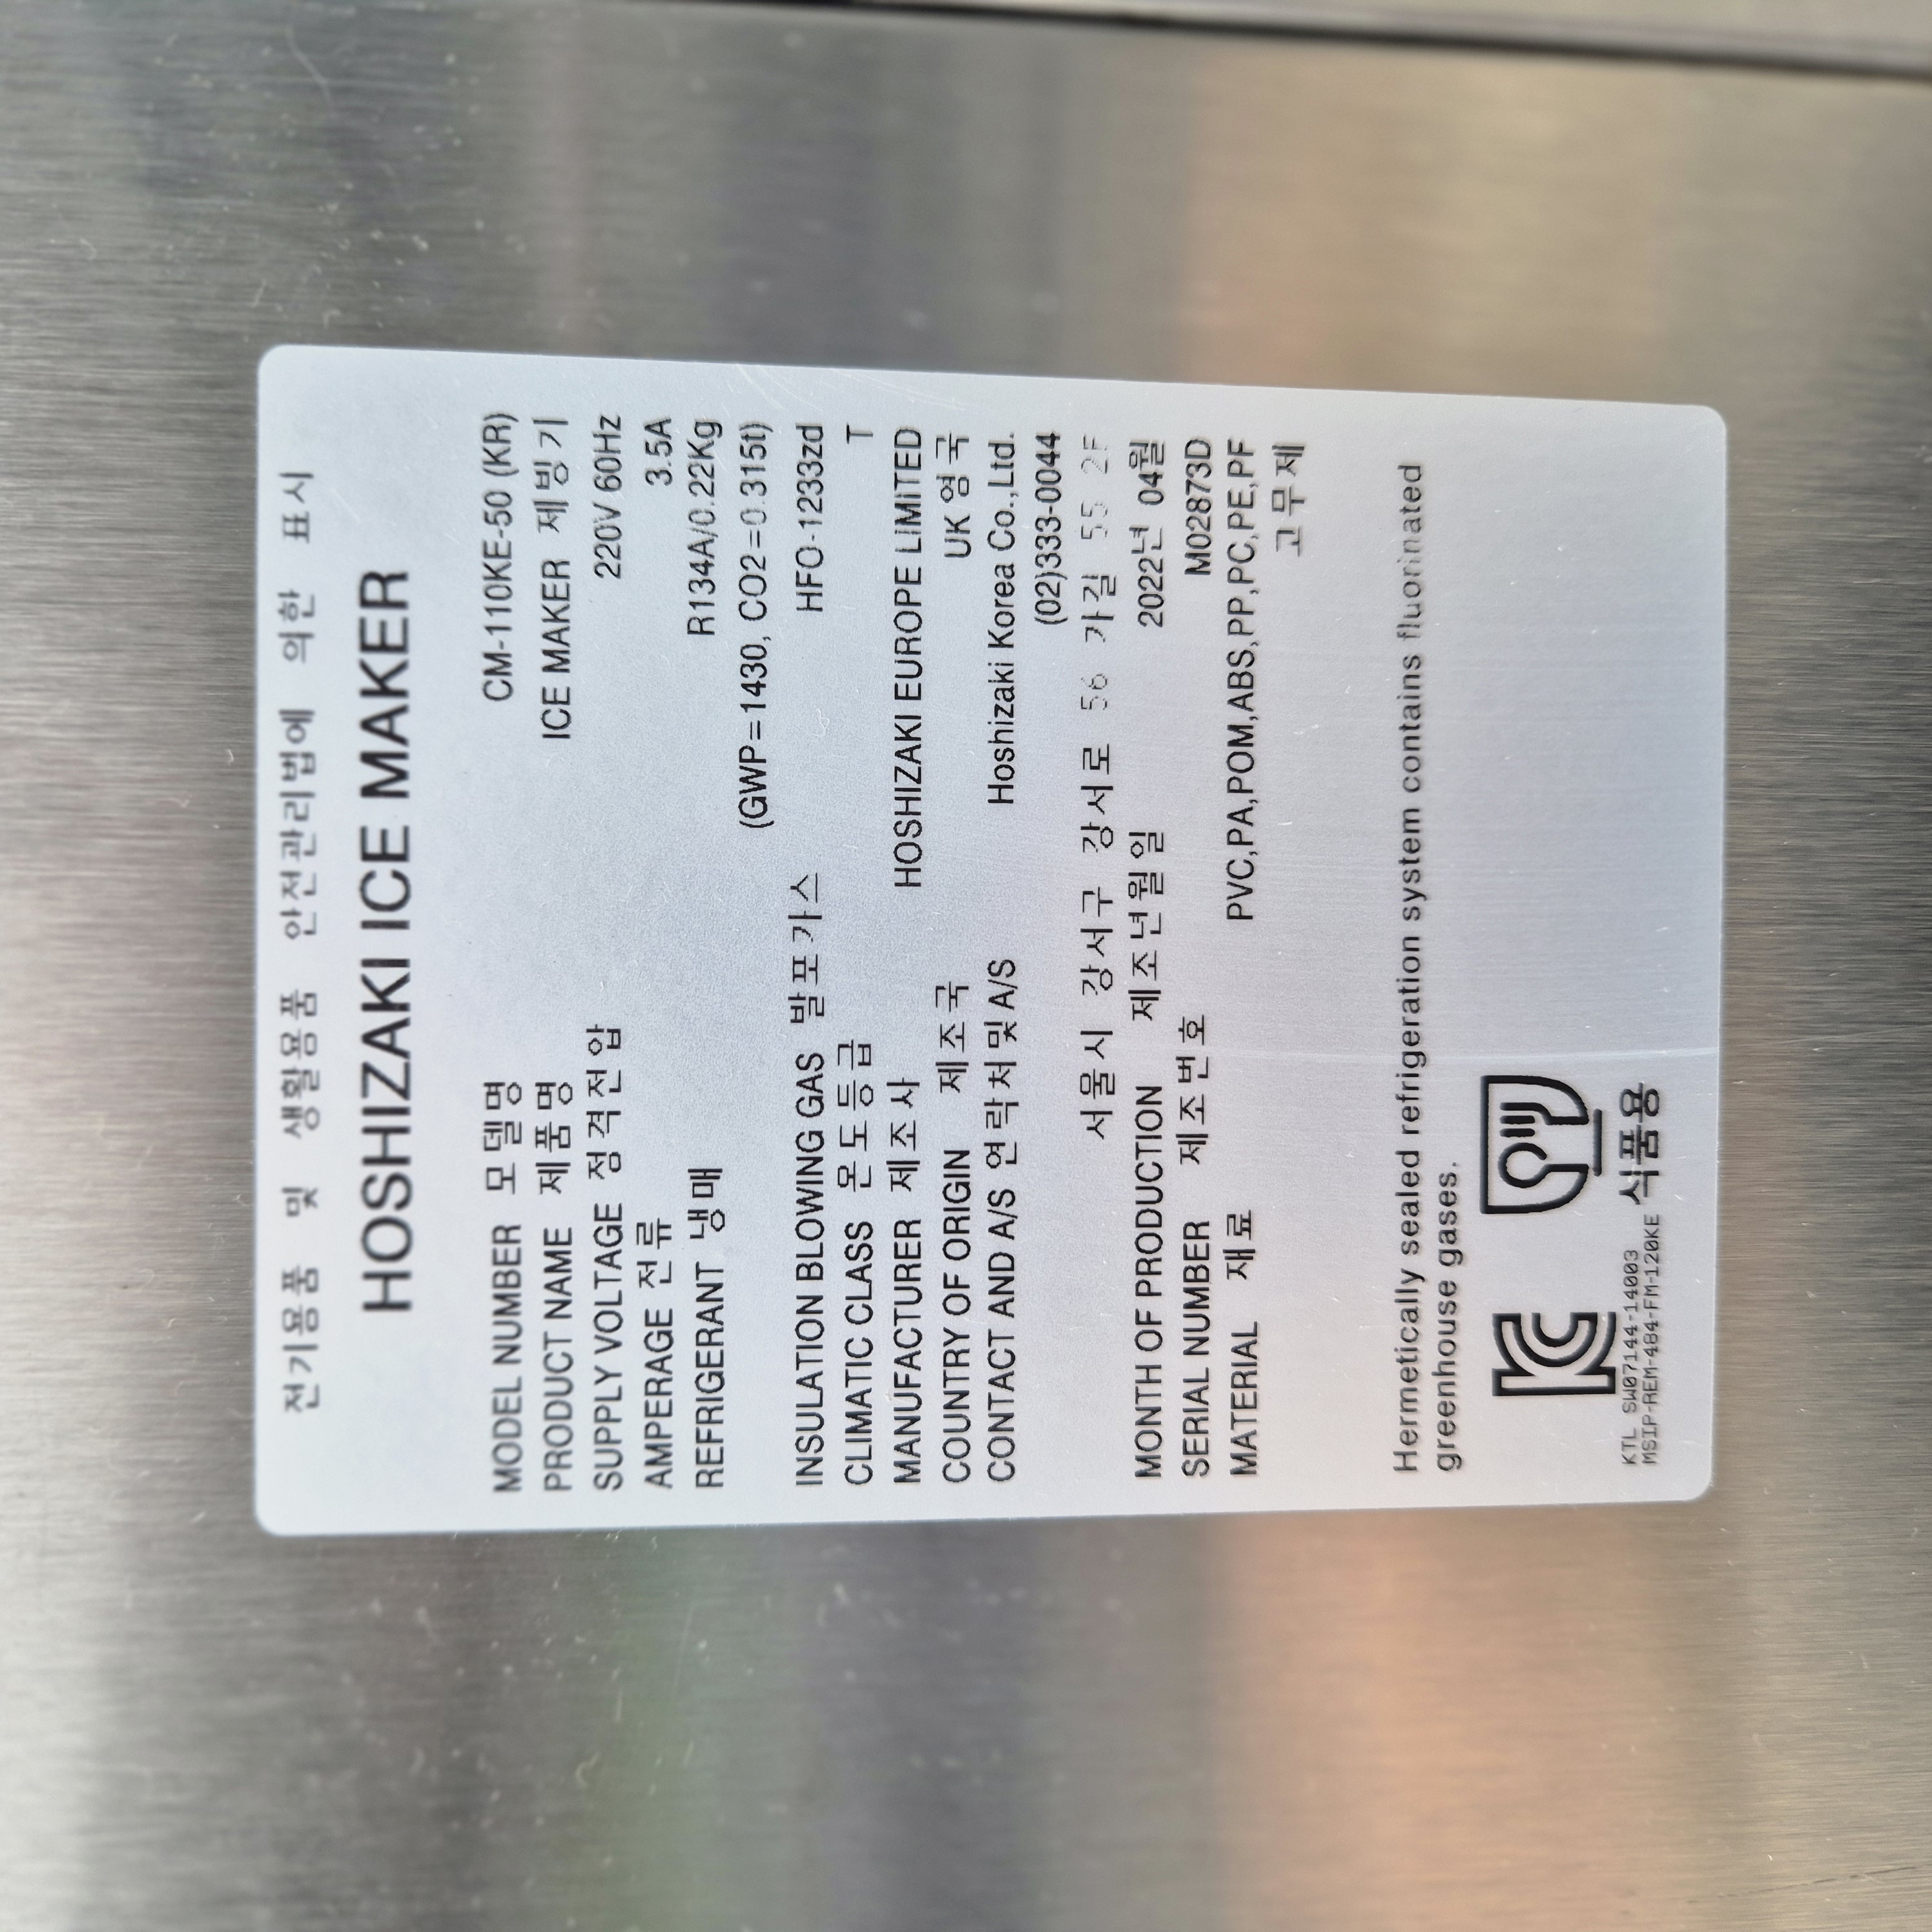 전기용품 및 생활용품 안전관리법에 의한 표시
HOSHIZAKI ICE MAKER
MODEL NUMBER 모델명 CM-110KE-50 (KR)
PRODUCT NAME 제품명 ICE MAKER 제빙기
SUPPLY VOLTAGE 정격전압 220V 60Hz
AMPERAGE 전류 3.5A
REFRIGERANT 냉매 R134A/0.22Kg
(GWP=1430, CO2=0.315t)
INSULATION BLOWING GAS 발포가스 HFO-1233zd
CLIMATIC CLASS 온도등급 T
MANUFACTURER 제조사 HOSHIZAKI EUROPE LIMITED
COUNTRY OF ORIGIN 제조국 UK 영국
CONTACT AND A/S 연락처및A/S Hoshizaki Korea Co.,Ltd.
(02)333-0044
서울시 강서구 강서로 56 가길 55 2F
MONTH OF PRODUCTION 제조년월일 2022년 04월
SERIAL NUMBER 제조번호 M02873D
MATERIAL 재료 PVC,PA,POM,ABS,PP,PC,PE,PF
고무제
Hermetically sealed refrigeration system contains fluorinated
greenhouse gases.
KC
KTL SW07144-14003
MSIP-REM-484-FM-120KE 식품용